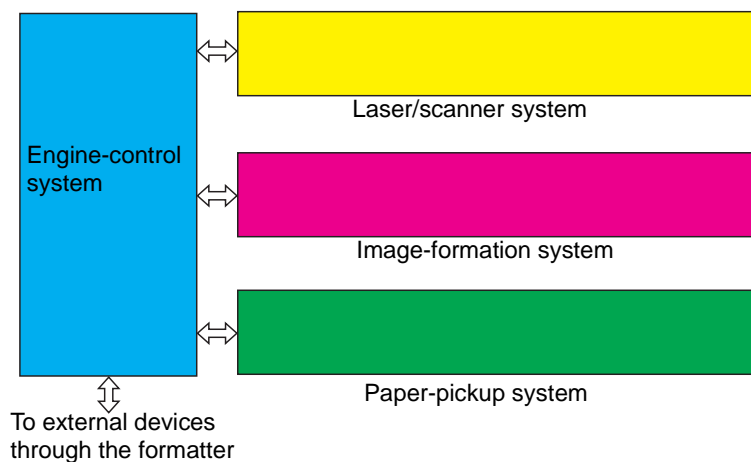 Laser/scanner system
Engine-control
system
Image-formation system
Paper-pickup system
To external devices
through the formatter